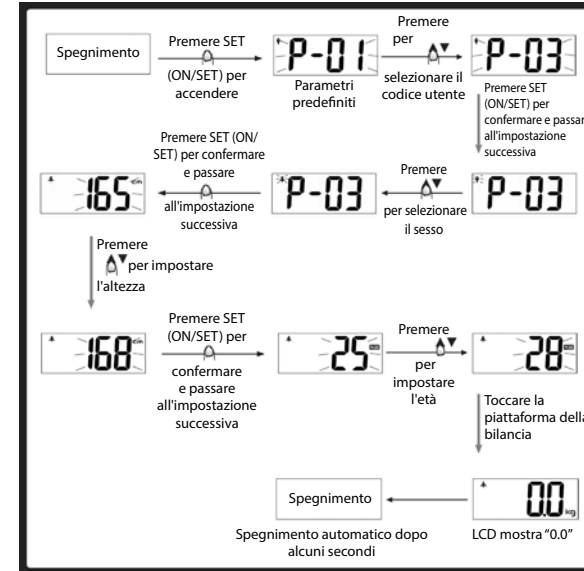 Spegnimento
Premere SET
(ON/SET) per
accendere
P-01
Parametri
predefiniti
Premere
per
selezionare il
codice utente
P-03
Premere SET
(ON/SET) per
confermare e passare
all'impostazione
successiva
P-03
Premere
per selezionare
il sesso
P-03
Premere SET (ON/
SET) per confermare
e passare
all'impostazione
successiva
165 cm
Premere
per impostare
l'altezza
168 cm
Premere SET
(ON/SET) per
confermare
e passare
all'impostazione
successiva
25
Premere
per
impostare
l'età
28
Toccare la
piattaforma della
bilancia
0.0 kg
LCD mostra "0.0"
Spegnimento
Spegnimento automatico dopo
alcuni secondi